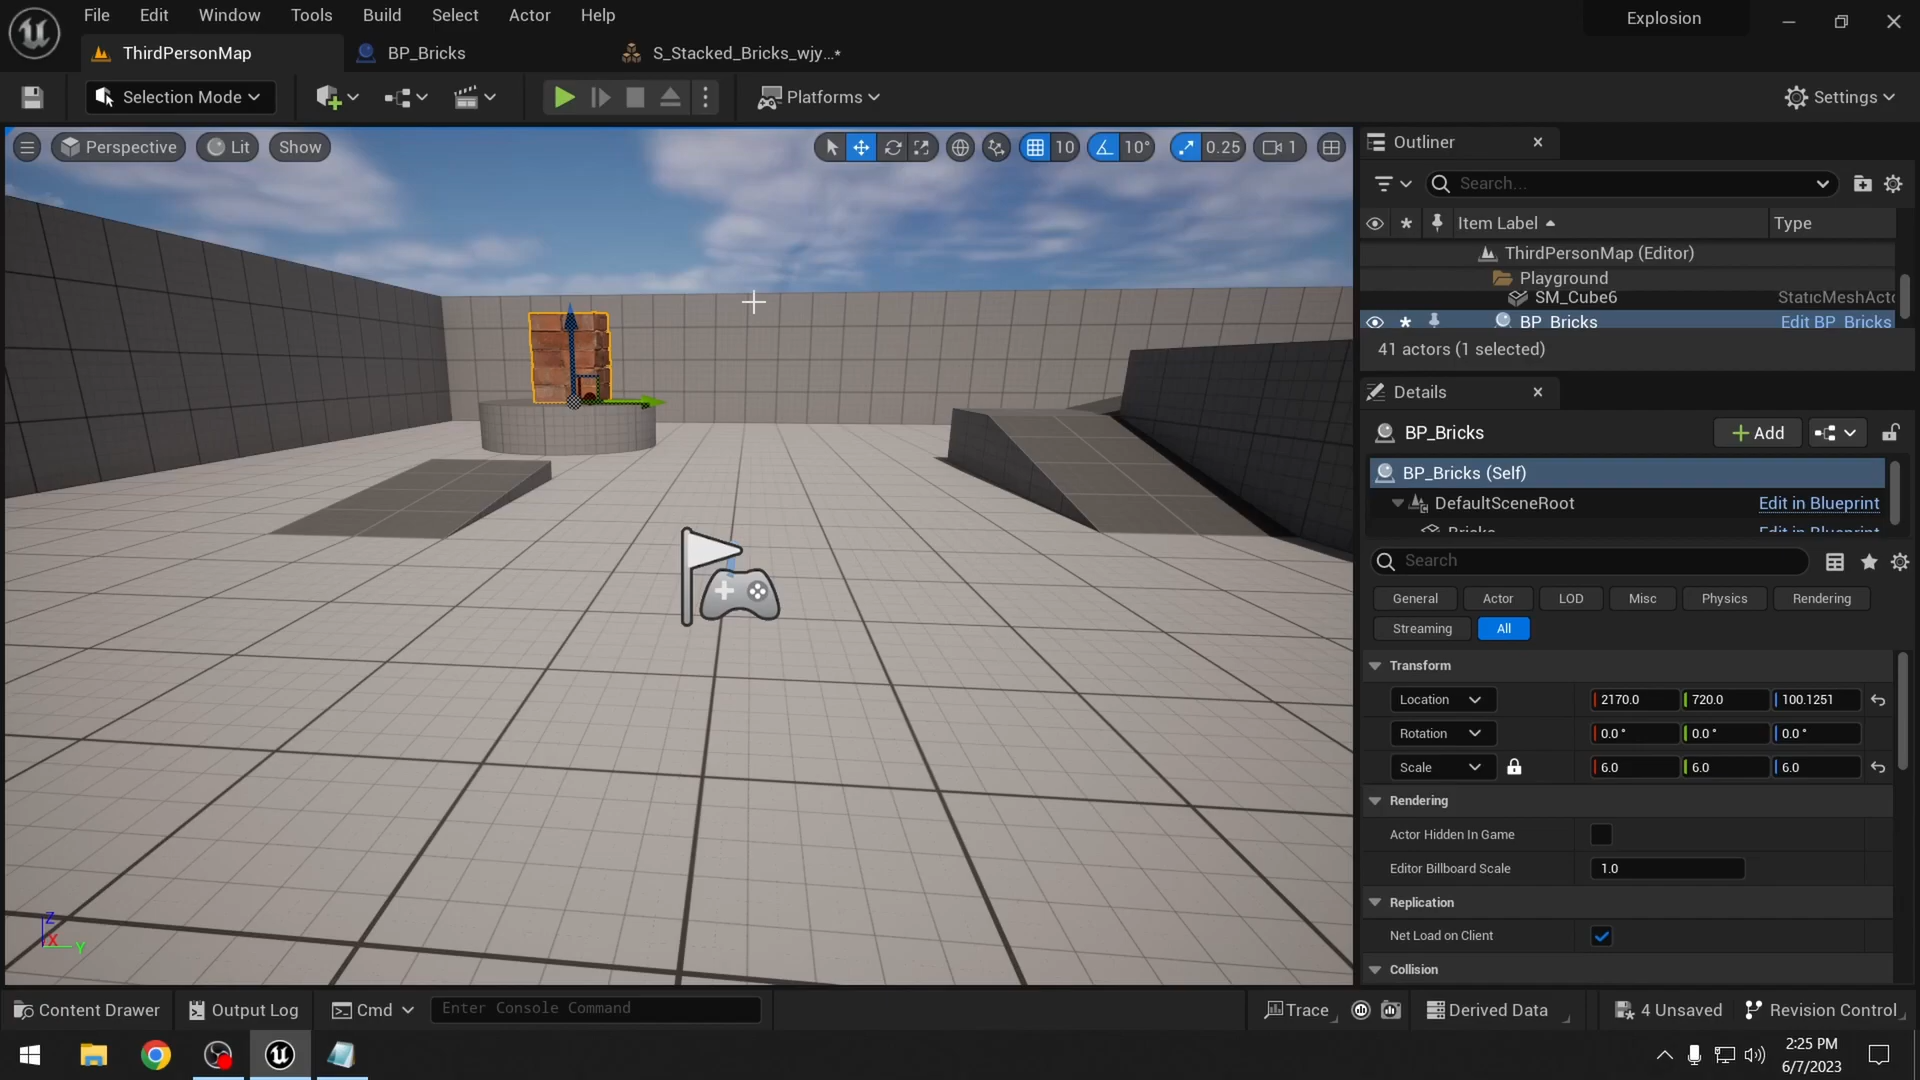 File Edit Window Tools Build Select Actor Help
Explosion
ThirdPersonMap
BP_Bricks
S_Stacked_Bricks_wjy...*
Selection Mode
Platforms
Settings
Perspective
Lit
Show
10
10°
0.25
1
Outliner
Search...
Item Label
Type
ThirdPersonMap (Editor)
Playground
SM_Cube6
StaticMeshActo
BP_Bricks
Edit BP_Bricks
41 actors (1 selected)
Details
BP_Bricks
Add
BP_Bricks (Self)
DefaultSceneRoot
Edit in Blueprint
Bricks
Edit in Blueprint
Search
General Actor LOD Misc Physics Rendering
Streaming All
Transform
Location 2170.0 720.0 100.1251
Rotation 0.0° 0.0° 0.0°
Scale 6.0 6.0 6.0
Rendering
Actor Hidden In Game
Editor Billboard Scale 1.0
Replication
Net Load on Client
Collision
Z
X
Y
Content Drawer
Output Log
Cmd
Enter Console Command
Trace
Derived Data
4 Unsaved
Revision Control
2:25 PM
6/7/2023